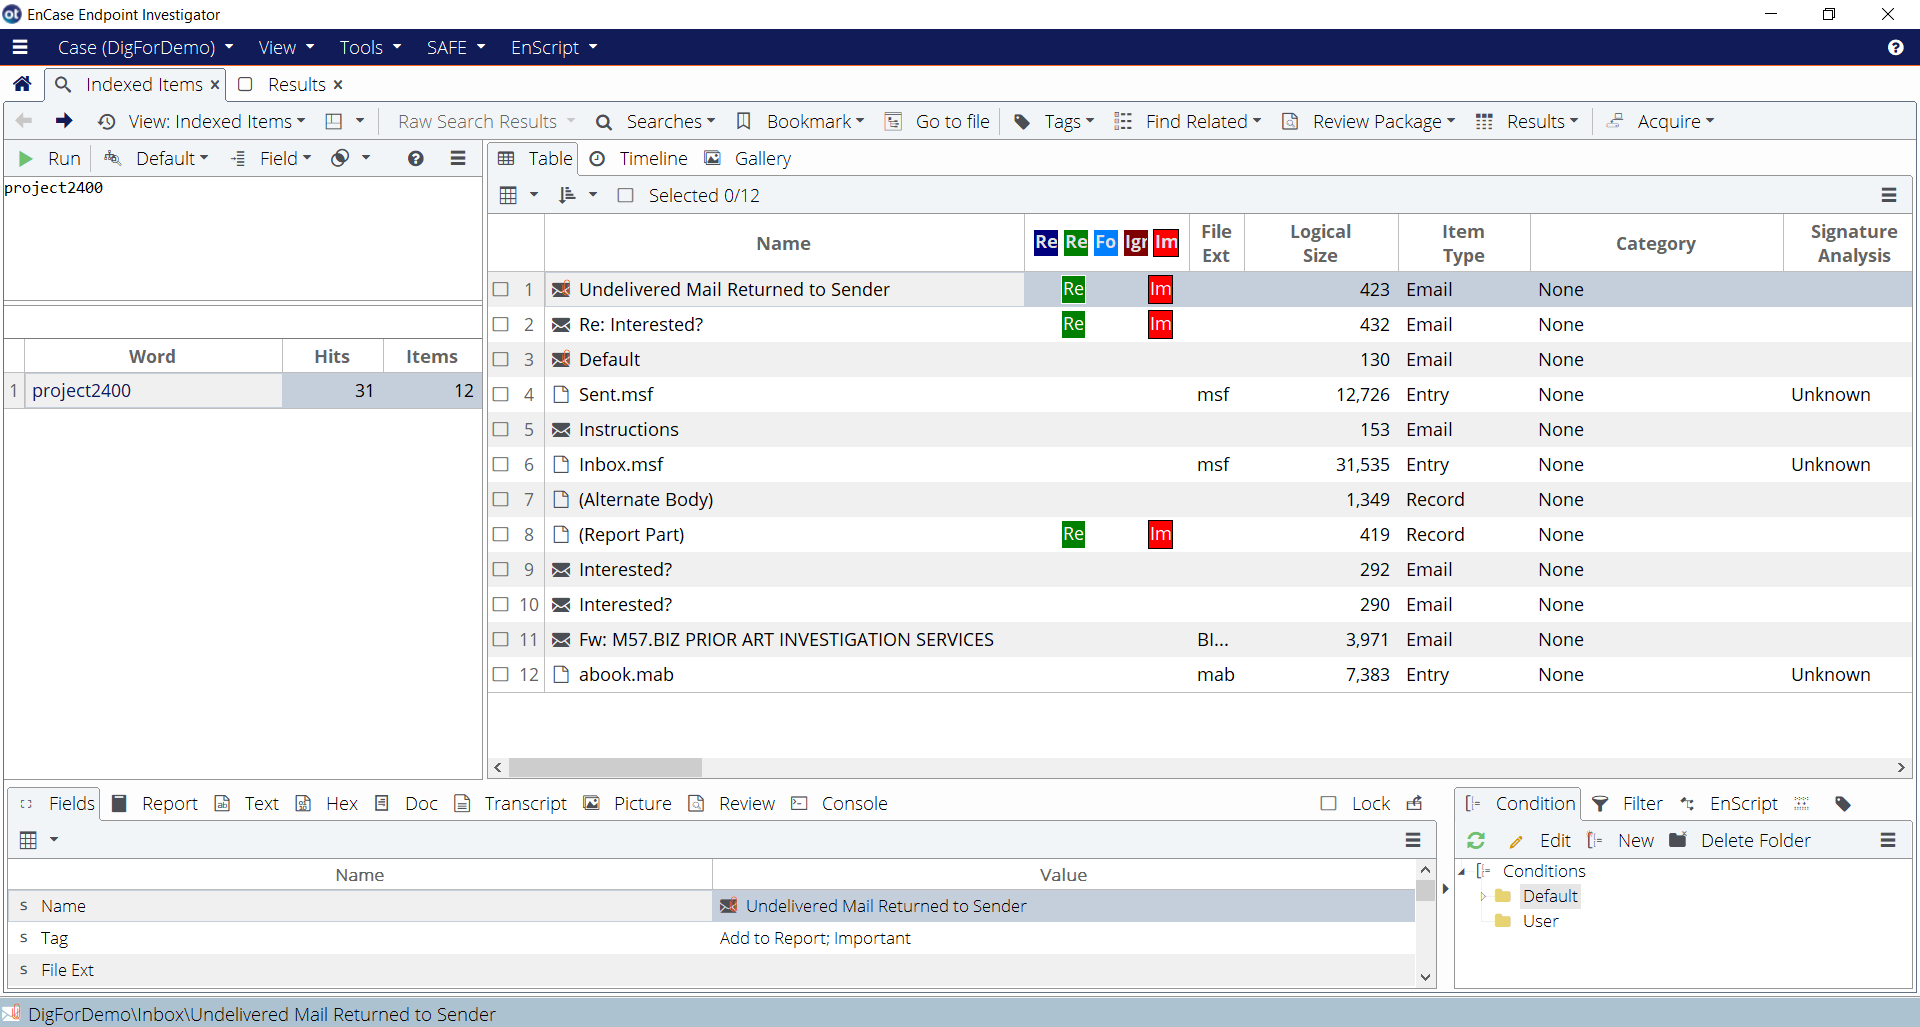 EnCase Endpoint Investigator
Case (DigForDemo) View Tools SAFE EnScript
Indexed Items Results
View: Indexed Items Raw Search Results Searches Bookmark Go to file Tags Find Related Review Package Results Acquire
Run Default Field
Table Timeline Gallery
project2400
Selected 0/12
Name Re Re Fo Igr Im File Ext Logical Size Item Type Category Signature Analysis
1 Undelivered Mail Returned to Sender Re Im 423 Email None
2 Re: Interested? Re Im 432 Email None
3 Default 130 Email None
4 Sent.msf msf 12,726 Entry None Unknown
5 Instructions 153 Email None
6 Inbox.msf msf 31,535 Entry None Unknown
7 (Alternate Body) 1,349 Record None
8 (Report Part) Re Im 419 Record None
9 Interested? 292 Email None
10 Interested? 290 Email None
11 Fw: M57.BIZ PRIOR ART INVESTIGATION SERVICES BI... 3,971 Email None
12 abook.mab mab 7,383 Entry None Unknown
Word Hits Items
1 project2400 31 12
Fields Report Text Hex Doc Transcript Picture Review Console Lock
Name Value
s Name Undelivered Mail Returned to Sender
s Tag Add to Report; Important
s File Ext
Condition Filter EnScript
Edit New Delete Folder
Conditions
Default
User
DigForDemo\Inbox\Undelivered Mail Returned to Sender